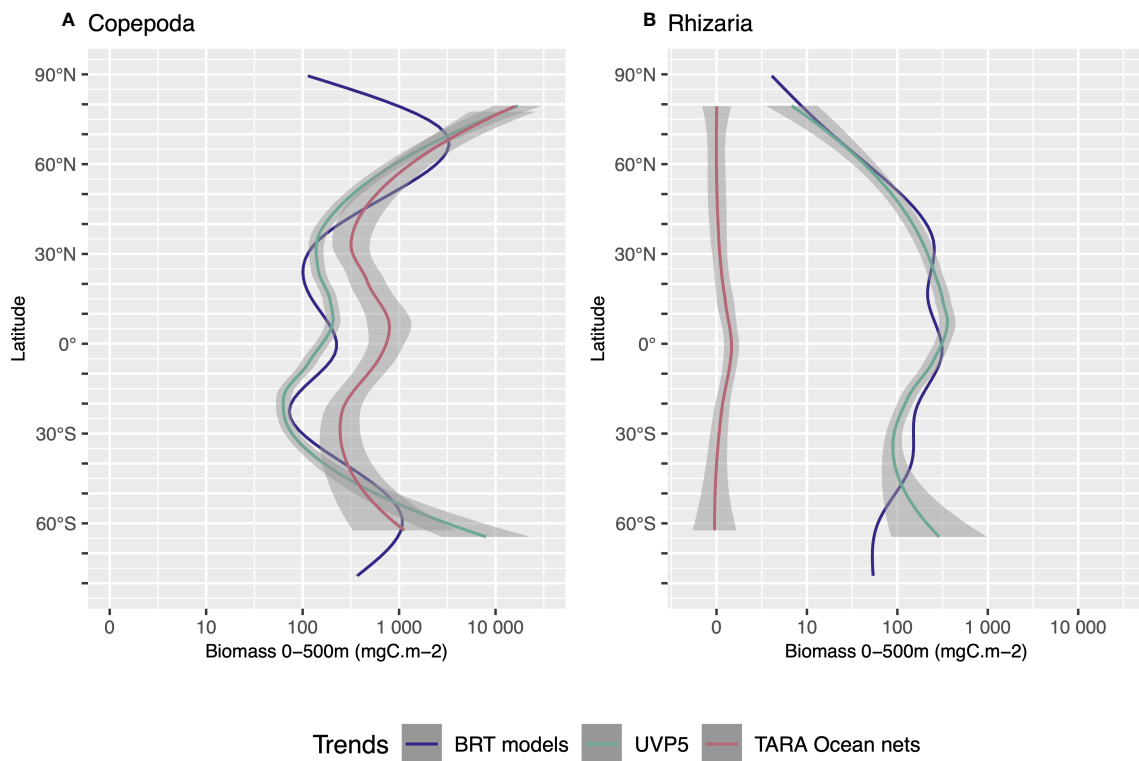 A Copepoda
B Rhizaria
Latitude
90°N
60°N
30°N
0°
30°S
60°S
0 10 100 1 000 10 000
Biomass 0−500m (mgC.m−2)
Latitude
90°N
60°N
30°N
0°
30°S
60°S
0 10 100 1 000 10 000
Biomass 0−500m (mgC.m−2)
Trends BRT models UVP5 TARA Ocean nets